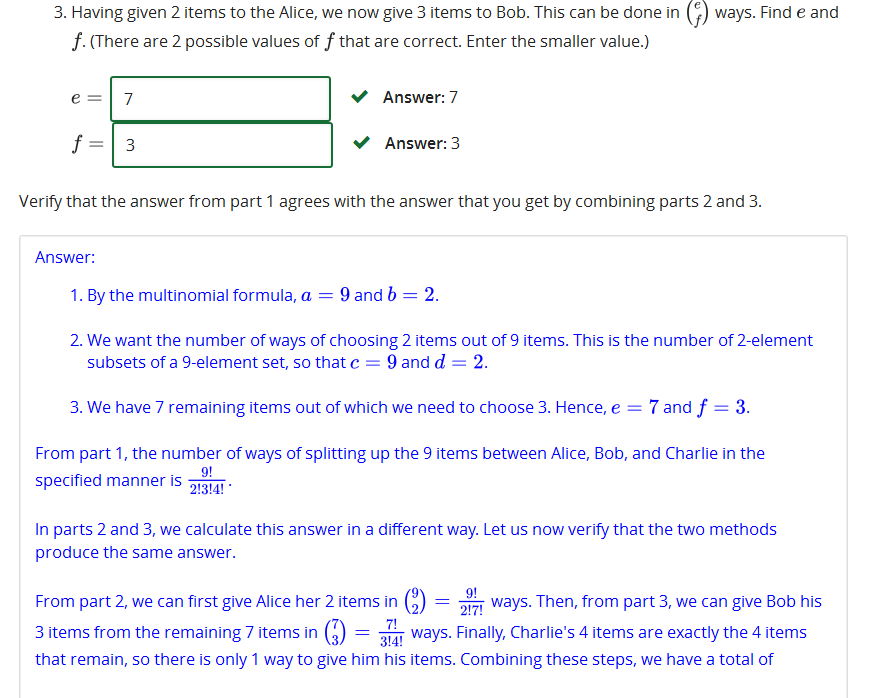 3. Having given 2 items to the Alice, we now give 3 items to Bob. This can be done in (e f) ways. Find e and
f. (There are 2 possible values of f that are correct. Enter the smaller value.)
e = 7 ✔ Answer: 7
f = 3 ✔ Answer: 3
Verify that the answer from part 1 agrees with the answer that you get by combining parts 2 and 3.
Answer:
1. By the multinomial formula, a = 9 and b = 2.
2. We want the number of ways of choosing 2 items out of 9 items. This is the number of 2-element
subsets of a 9-element set, so that c = 9 and d = 2.
3. We have 7 remaining items out of which we need to choose 3. Hence, e = 7 and f = 3.
From part 1, the number of ways of splitting up the 9 items between Alice, Bob, and Charlie in the
specified manner is 9!/2!3!4!.
In parts 2 and 3, we calculate this answer in a different way. Let us now verify that the two methods
produce the same answer.
From part 2, we can first give Alice her 2 items in (9 2) = 9!/2!7! ways. Then, from part 3, we can give Bob his
3 items from the remaining 7 items in (7 3) = 7!/3!4! ways. Finally, Charlie's 4 items are exactly the 4 items
that remain, so there is only 1 way to give him his items. Combining these steps, we have a total of